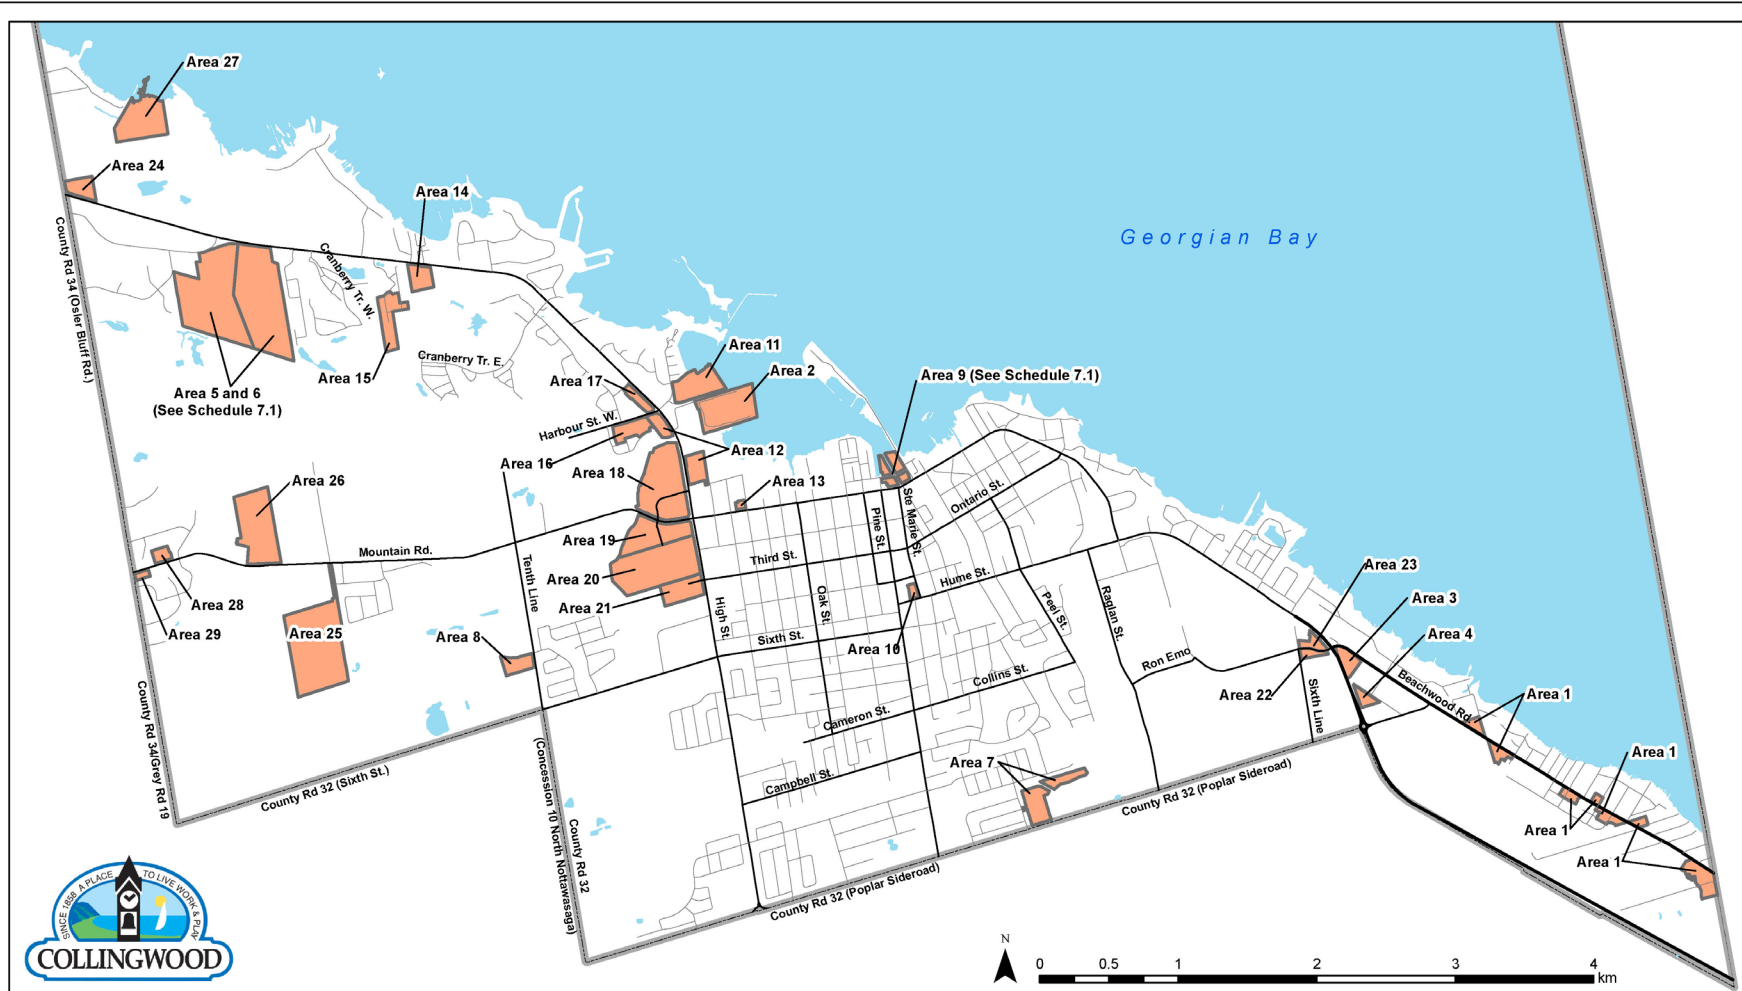 Area 27
Area 24
Area 14
Georgian Bay
County Rd 34 (Osler Bluff Rd.)
Cranberry Tr. W.
Area 11
Area 2
Area 9 (See Schedule 7.1)
Cranberry Tr. E.
Area 15
Area 17
Area 5 and 6
(See Schedule 7.1)
Harbour St. W.
Area 12
Area 16
Area 18
Area 13
Area 26
Ontario St.
Ste Marie St.
Pine St.
Area 19
Mountain Rd.
Third St.
Area 20
Hume St.
Area 23
Tenth Line
Area 28
Area 21
High St.
Oak St.
Peel St.
Raglan St.
Area 3
Area 29
Area 25
Area 8
Sixth St.
Area 10
Area 4
Ron Emo
Collins St.
Area 22
Sixth Line
Beachwood Rd
Area 1
County Rd 34/Grey Rd 19
Cameron St.
Area 1
Area 7
Campbell St.
County Rd 32 (Sixth St.)
County Rd 32 (Poplar Sideroad)
Area 1
Area 1
(Concession 10 North Nottawasaga)
County Rd 32
County Rd 32 (Poplar Sideroad)
SINCE 1858 A PLACE TO LIVE WORK & PLAY
COLLINGWOOD
N
0 0.5 1 2 3 4
km